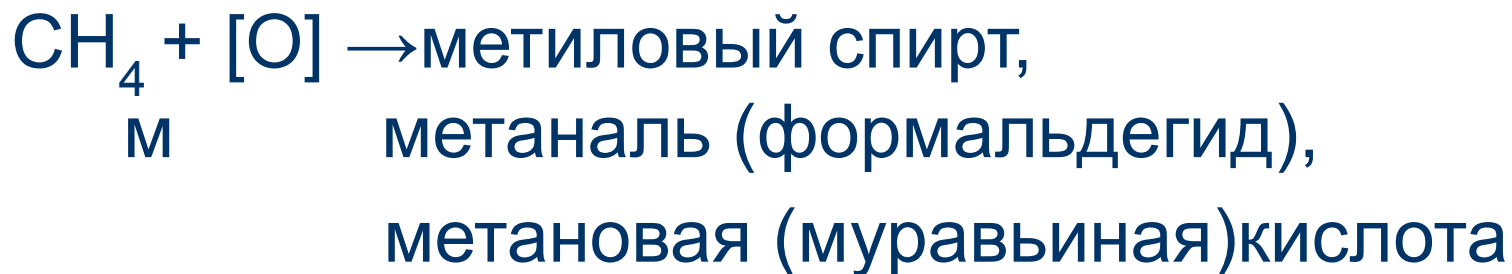 CH₄ + [O] →метиловый спирт,
м метаналь (формальдегид),
метановая (муравьиная)кислота